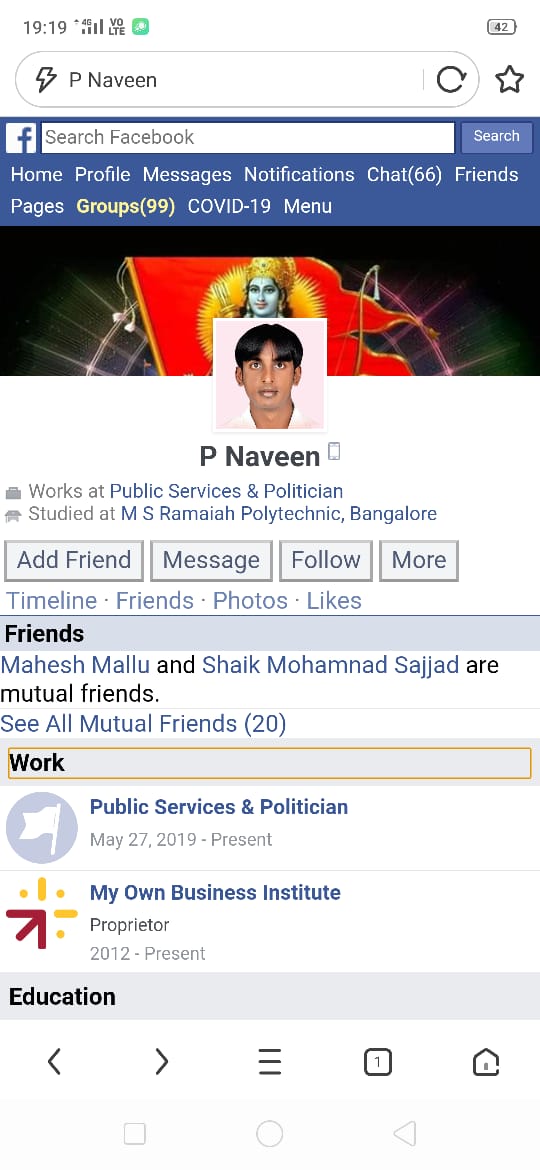 19:19 4G VO LTE 42
P Naveen
f Search Facebook Search
Home Profile Messages Notifications Chat(66) Friends
Pages Groups(99) COVID-19 Menu
P Naveen
Works at Public Services & Politician
Studied at M S Ramaiah Polytechnic, Bangalore
Add Friend Message Follow More
Timeline · Friends · Photos · Likes
Friends
Mahesh Mallu and Shaik Mohamnad Sajjad are
mutual friends.
See All Mutual Friends (20)
Work
Public Services & Politician
May 27, 2019 - Present
My Own Business Institute
Proprietor
2012 - Present
Education
1